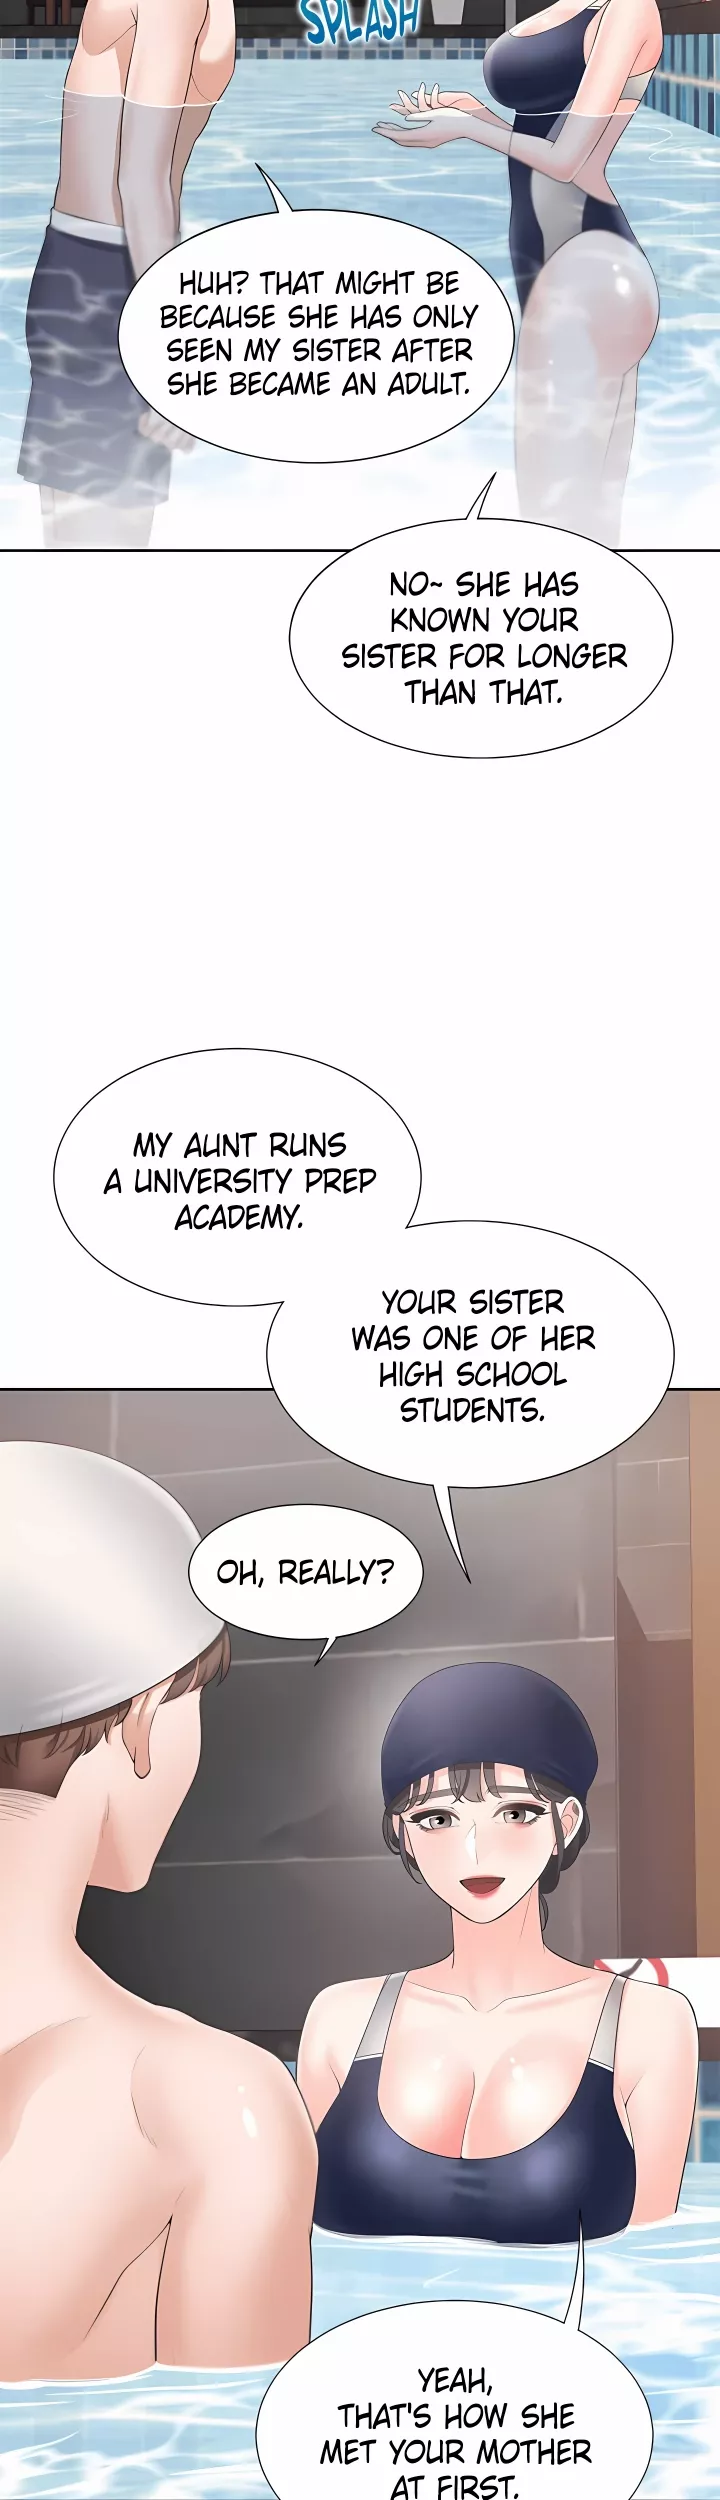 SPLASH
HUH? THAT MIGHT BE
BECAUSE SHE HAS ONLY
SEEN MY SISTER AFTER
SHE BECAME AN ADULT.
NO~ SHE HAS
KNOWN YOUR
SISTER FOR LONGER
THAN THAT.
MY AUNT RUNS
A UNIVERSITY PREP
ACADEMY.
YOUR SISTER
WAS ONE OF HER
HIGH SCHOOL
STUDENTS.
OH, REALLY?
YEAH,
THAT'S HOW SHE
MET YOUR MOTHER
AT FIRST.